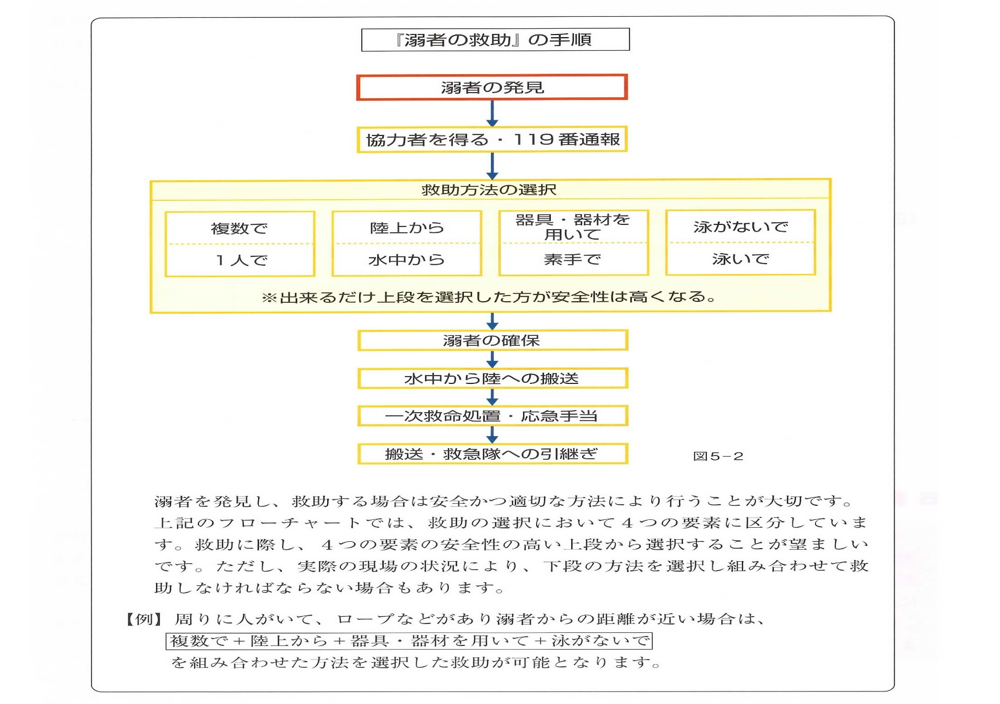 『溺者の救助』の手順
溺者の発見
協力者を得る・119番通報
救助方法の選択
複数で
1人で
陸上から
水中から
器具・器材を
用いて
素手で
泳がないで
泳いで
※出来るだけ上段を選択した方が安全性は高くなる。
溺者の確保
水中から陸への搬送
一次救命処置・応急手当
搬送・救急隊への引継ぎ
図5－2
溺者を発見し、救助する場合は安全かつ適切な方法により行うことが大切です。
上記のフローチャートでは、救助の選択において４つの要素に区分していま
す。救助に際し、４つの要素の安全性の高い上段から選択することが望ましい
です。ただし、実際の現場の状況により、下段の方法を選択し組み合わせて救
助しなければならない場合もあります。
【例】周りに人がいて、ロープなどがあり溺者からの距離が近い場合は、
複数で＋陸上から＋器具・器材を用いて＋泳がないで
を組み合わせた方法を選択した救助が可能となります。